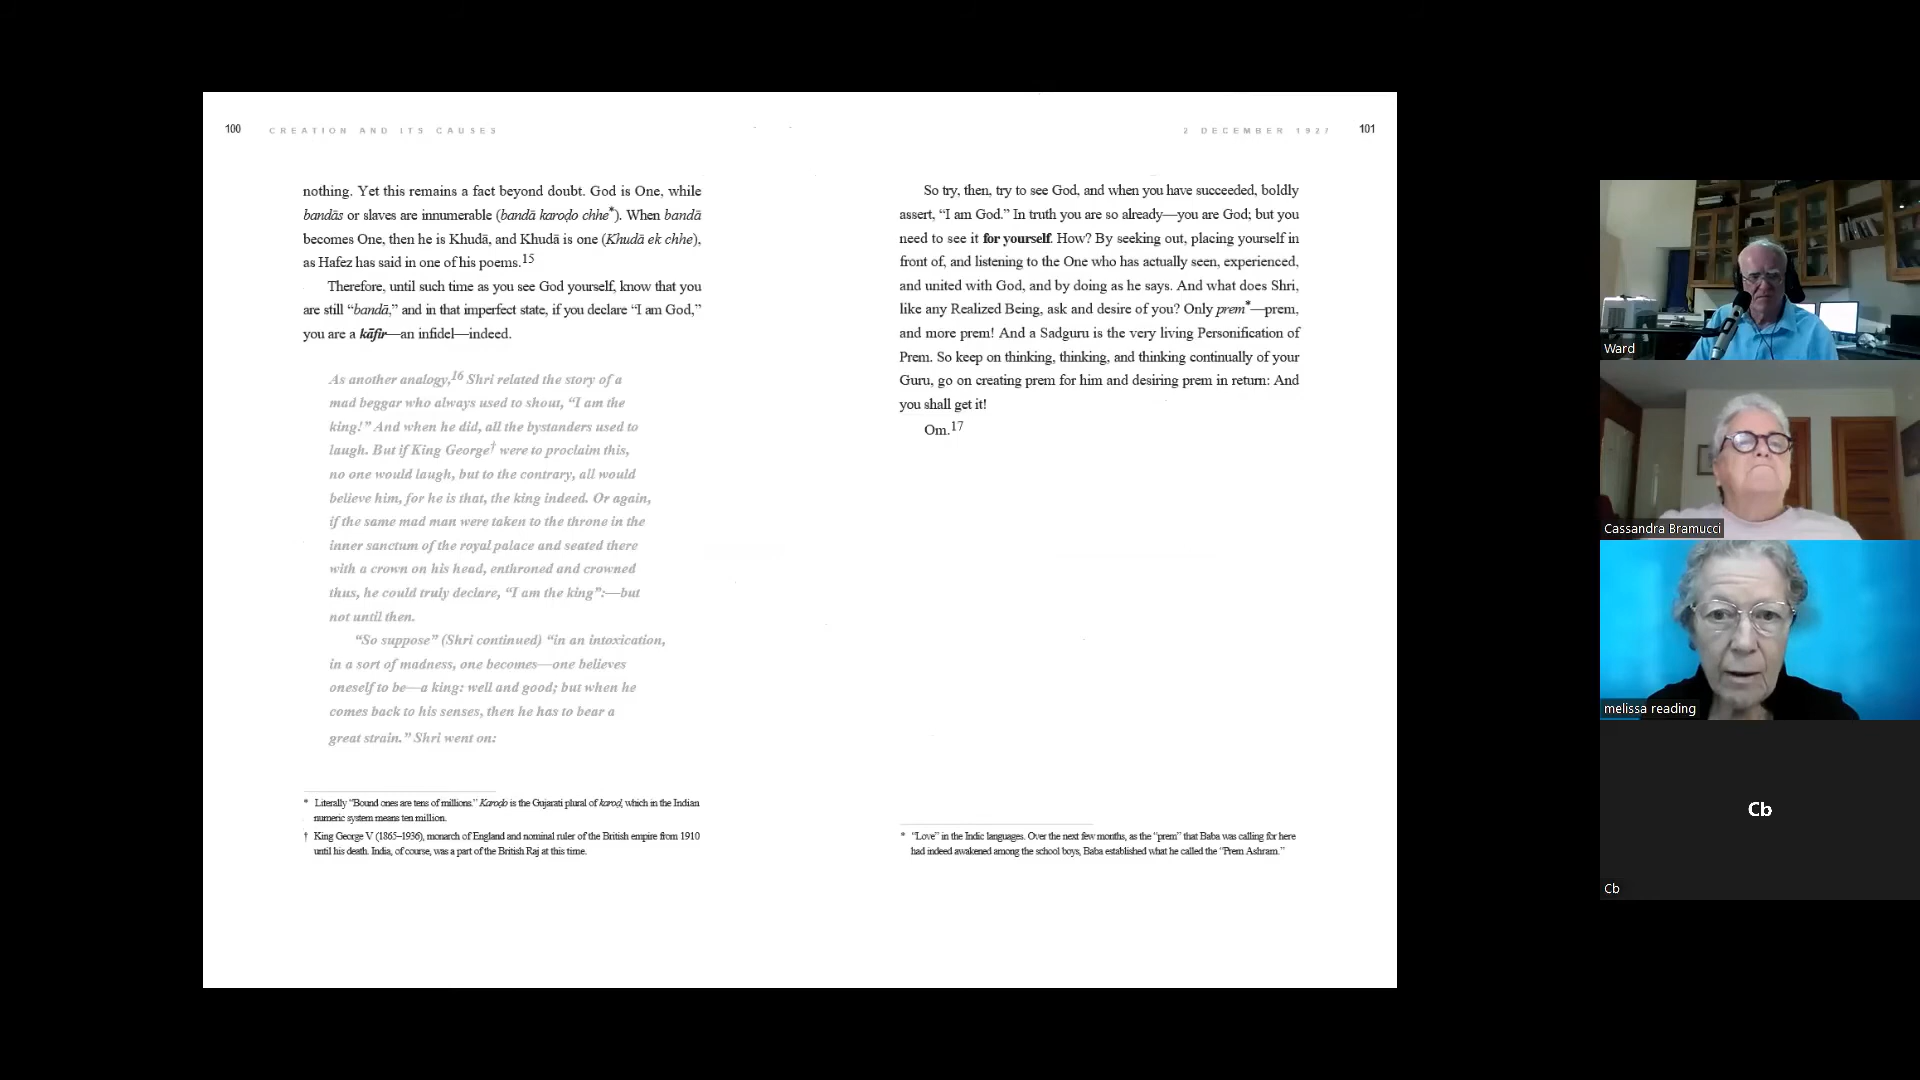 100 CREATION AND ITS CAUSES
nothing. Yet this remains a fact beyond doubt. God is One, while
bandās or slaves are innumerable (bandā karoḍo chhe*). When bandā
becomes One, then he is Khudā, and Khudā is one (Khudā ek chhe),
as Hafez has said in one of his poems.15
Therefore, until such time as you see God yourself, know that you
are still “bandā,” and in that imperfect state, if you declare “I am God,”
you are a kāfir—an infidel—indeed.
As another analogy,16 Shri related the story of a
mad beggar who always used to shout, “I am the
king!” And when he did, all the bystanders used to
laugh. But if King George† were to proclaim this,
no one would laugh, but to the contrary, all would
believe him, for he is that, the king indeed. Or again,
if the same mad man were taken to the throne in the
inner sanctum of the royal palace and seated there
with a crown on his head, enthroned and crowned
thus, he could truly declare, “I am the king”:—but
not until then.
“So suppose” (Shri continued) “in an intoxication,
in a sort of madness, one becomes—one believes
oneself to be—a king: well and good; but when he
comes back to his senses, then he has to bear a
great strain.” Shri went on:
* Literally “Bound ones are tens of millions.” Karoḍo is the Gujarati plural of karoḍ, which in the Indian
numeric system means ten million.
† King George V (1865–1936), monarch of England and nominal ruler of the British empire from 1910
until his death. India, of course, was a part of the British Raj at this time.
2 DECEMBER 1927 101
So try, then, try to see God, and when you have succeeded, boldly
assert, “I am God.” In truth you are so already—you are God; but you
need to see it for yourself. How? By seeking out, placing yourself in
front of, and listening to the One who has actually seen, experienced,
and united with God, and by doing as he says. And what does Shri,
like any Realized Being, ask and desire of you? Only prem*—prem,
and more prem! And a Sadguru is the very living Personification of
Prem. So keep on thinking, thinking, and thinking continually of your
Guru, go on creating prem for him and desiring prem in return: And
you shall get it!
Om.17
* “Love” in the Indic languages. Over the next few months, as the “prem” that Baba was calling for here
had indeed awakened among the school boys, Baba established what he called the “Prem Ashram.”
Ward
Cassandra Bramucci
melissa reading
Cb
Cb